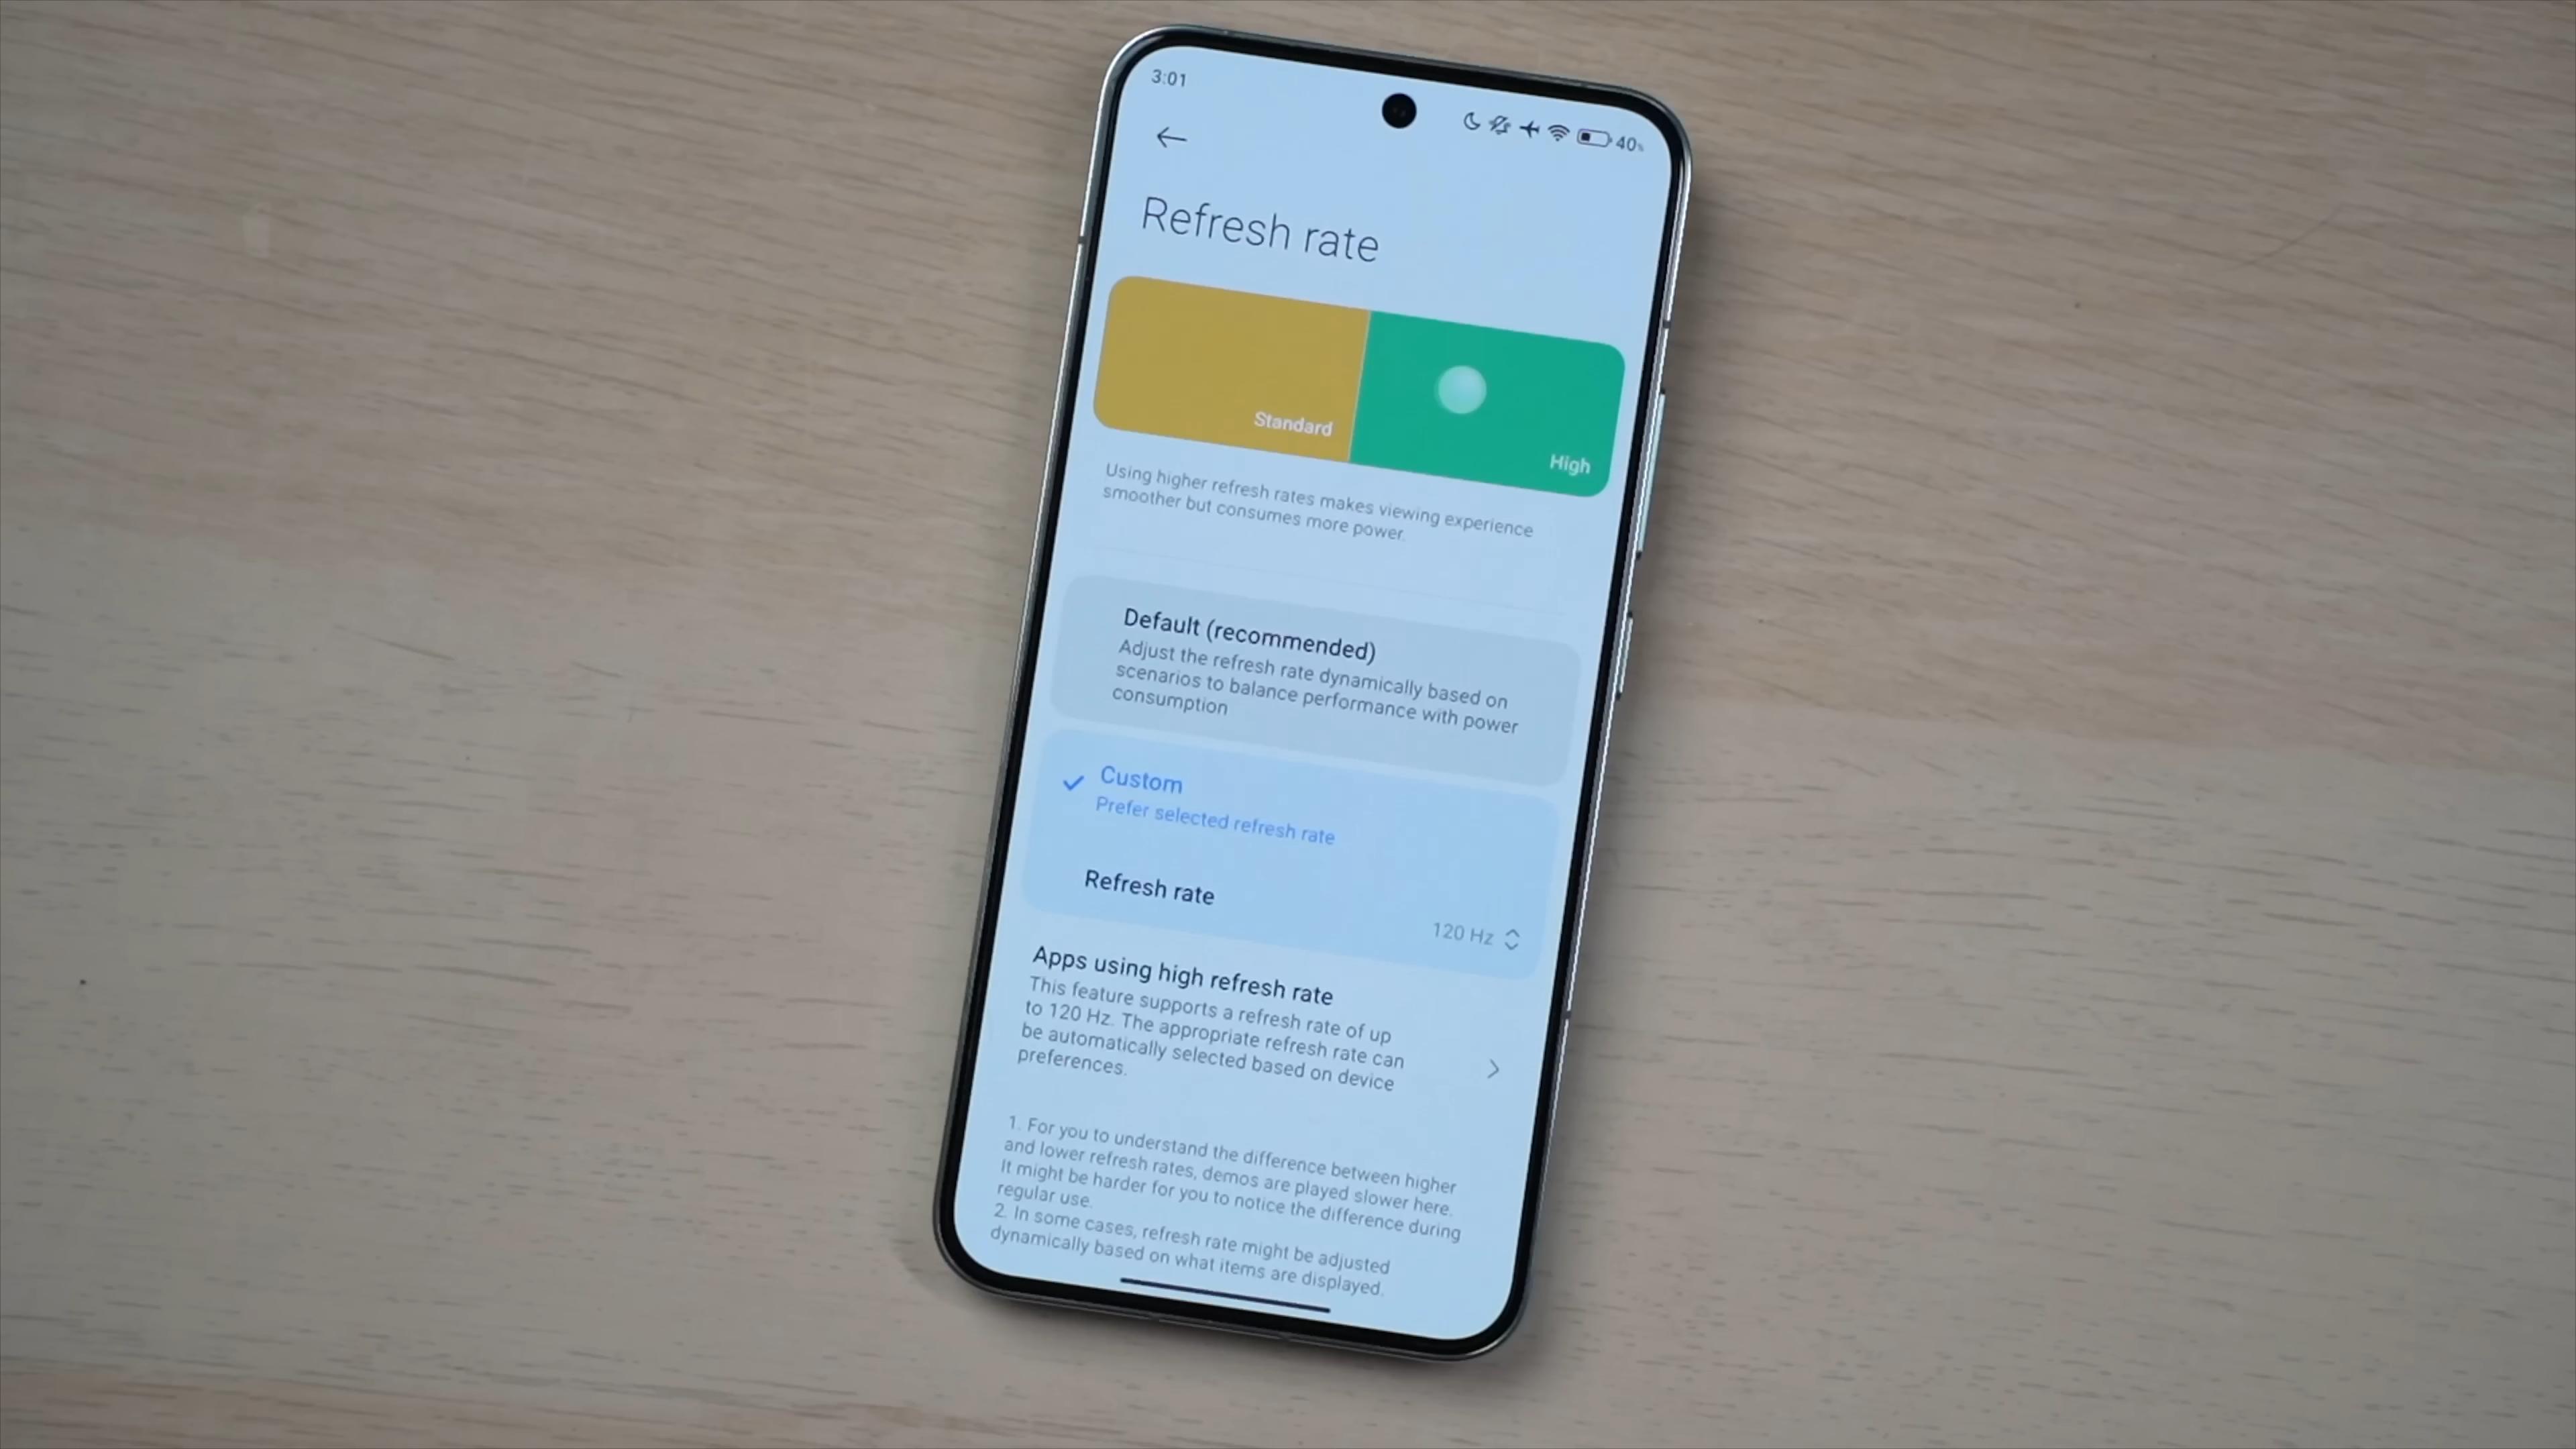 3:01
40%
Refresh rate
Standard
High
Using higher refresh rates makes viewing experience
smoother but consumes more power.
Default (recommended)
Adjust the refresh rate dynamically based on
scenarios to balance performance with power
consumption
Custom
Prefer selected refresh rate
Refresh rate
120 Hz
Apps using high refresh rate
This feature supports a refresh rate of up
to 120 Hz. The appropriate refresh rate can
be automatically selected based on device
preferences.
1. For you to understand the difference between higher
and lower refresh rates, demos are played slower here.
It might be harder for you to notice the difference during
regular use.
2. In some cases, refresh rate might be adjusted
dynamically based on what items are displayed.